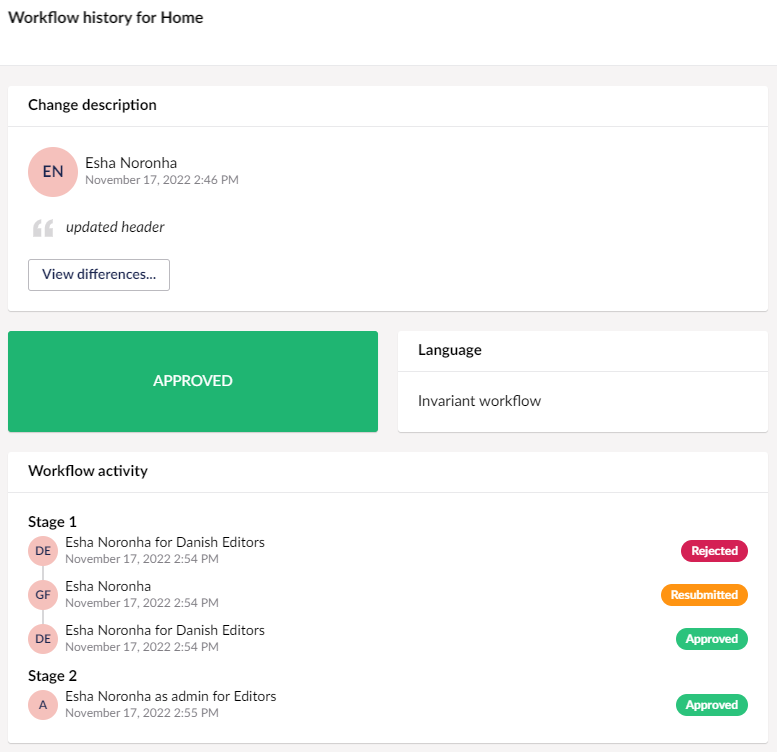 Workflow history for Home
Change description
EN
Esha Noronha
November 17, 2022 2:46 PM
“ updated header
View differences...
APPROVED
Language
Invariant workflow
Workflow activity
Stage 1
DE Esha Noronha for Danish Editors Rejected
November 17, 2022 2:54 PM
GF Esha Noronha Resubmitted
November 17, 2022 2:54 PM
DE Esha Noronha for Danish Editors Approved
November 17, 2022 2:54 PM
Stage 2
A Esha Noronha as admin for Editors Approved
November 17, 2022 2:55 PM